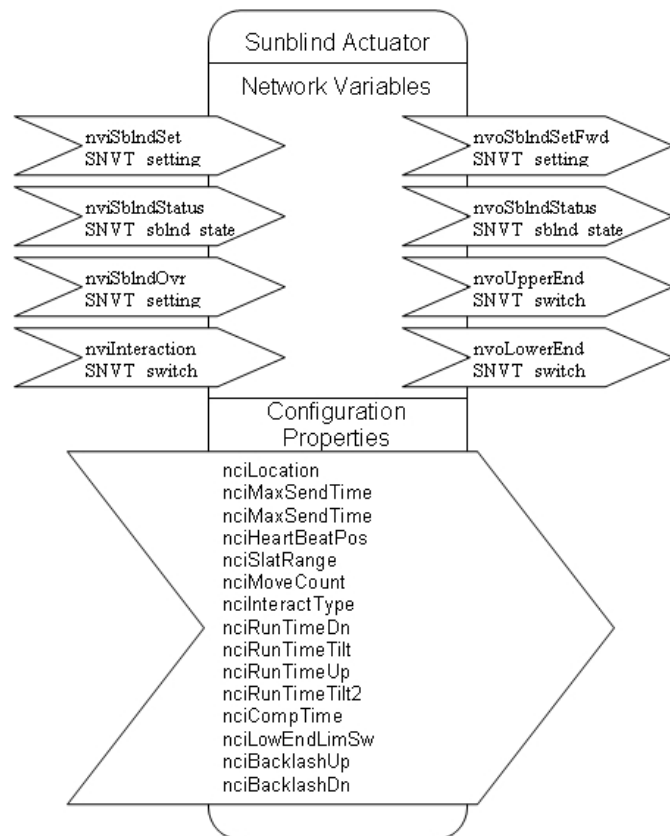 Sunblind Actuator
Network Variables
nviSblndSet
SNVT setting
nvoSblndSetFwd
SNVT setting
nviSblndStatus
SNVT sblnd state
nvoSblndStatus
SNVT sblnd state
nviSblndOvr
SNVT setting
nvoUpperEnd
SNVT switch
nviInteraction
SNVT switch
nvoLowerEnd
SNVT switch
Configuration
Properties
nciLocation
nciMaxSendTime
nciMaxSendTime
nciHeartBeatPos
nciSlatRange
nciMoveCount
nciInteractType
nciRunTimeDn
nciRunTimeTilt
nciRunTimeUp
nciRunTimeTilt2
nciCompTime
nciLowEndLimSw
nciBacklashUp
nciBacklashDn